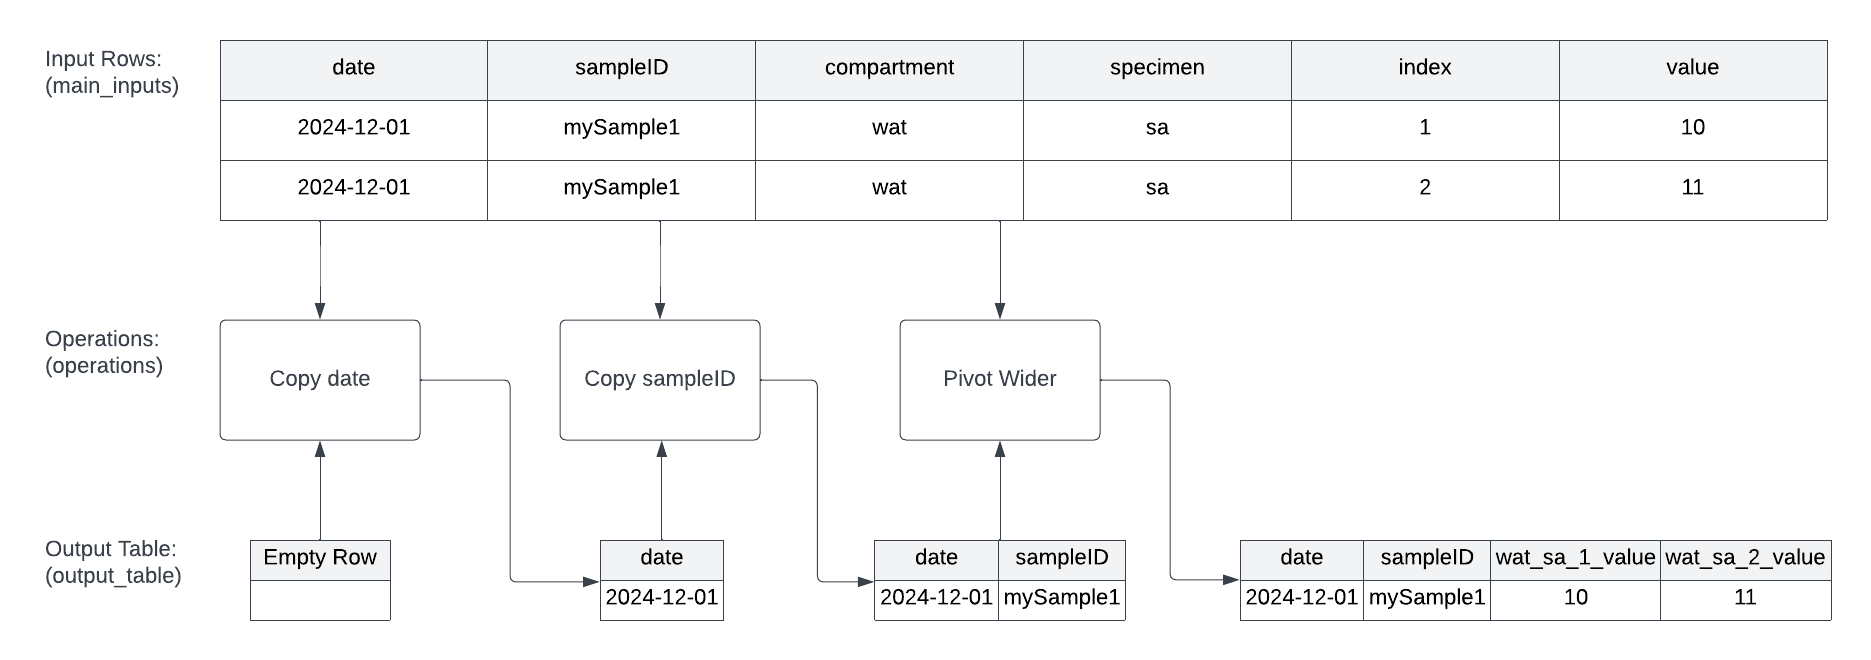 Input Rows:
(main_inputs)
date sampleID compartment specimen index value
2024-12-01 mySample1 wat sa 1 10
2024-12-01 mySample1 wat sa 2 11
Operations:
(operations)
Copy date
Copy sampleID
Pivot Wider
Output Table:
(output_table)
Empty Row
date
2024-12-01
date sampleID
2024-12-01 mySample1
date sampleID wat_sa_1_value wat_sa_2_value
2024-12-01 mySample1 10 11